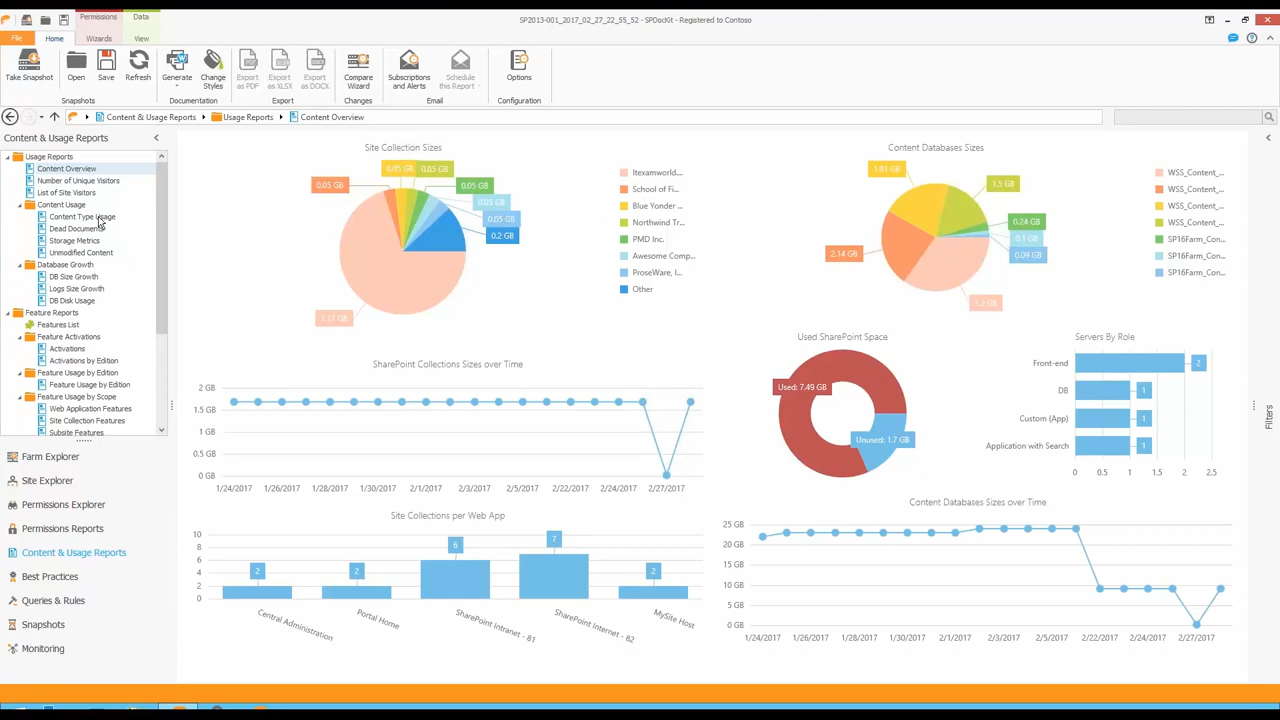 Permissions
Data
SP2013-001_2017_02_27_22_55_52 - SPDocKit - Registered to Contoso
File
Home
Wizards
View
Take Snapshot
Open
Save
Refresh
Generate
Change Styles
Export as PDF
Export as XLSX
Export as DOCX
Compare Wizard
Subscriptions and Alerts
Schedule this Report
Options
Snapshots
Documentation
Export
Changes
Email
Configuration
Content & Usage Reports
Usage Reports
Content Overview
Content & Usage Reports
Usage Reports
Content Overview
Number of Unique Visitors
List of Site Visitors
Content Usage
Content Type Usage
Dead Documents
Storage Metrics
Unmodified Content
Database Growth
DB Size Growth
Logs Size Growth
DB Disk Usage
Feature Reports
Features List
Feature Activations
Activations
Activations by Edition
Feature Usage by Edition
Feature Usage by Edition
Feature Usage by Scope
Web Application Features
Site Collection Features
Subsite Features
Farm Explorer
Site Explorer
Permissions Explorer
Permissions Reports
Content & Usage Reports
Best Practices
Queries & Rules
Snapshots
Monitoring
Site Collection Sizes
0.05 GB
0.05 GB
0.05 GB
0.05 GB
0.05 GB
0.05 GB
0.2 GB
1.17 GB
Itexamworld....
School of Fi...
Blue Yonder ...
Northwind Tr...
PMD Inc.
Awesome Comp...
ProseWare, I...
Other
Content Databases Sizes
1.81 GB
1.5 GB
0.24 GB
0.1 GB
0.09 GB
2.14 GB
WSS_Content_...
WSS_Content_...
WSS_Content_...
WSS_Content_...
SP16Farm_Con...
SP16Farm_Con...
SP16Farm_Con...
SharePoint Collections Sizes over Time
2 GB
1.5 GB
1 GB
0.5 GB
0 GB
1/24/2017
1/26/2017
1/28/2017
1/30/2017
2/1/2017
2/3/2017
2/5/2017
2/22/2017
2/24/2017
2/27/2017
Used SharePoint Space
Used: 7.49 GB
Unused: 1.7 GB
Servers By Role
Front-end
2
DB
1
Custom (App)
1
Application with Search
1
0
0.5
1
1.5
2
2.5
Site Collections per Web App
10
8
6
4
2
0
2
2
6
7
2
Central Administration
Portal Home
SharePoint Intranet - 81
SharePoint Internet - 82
MySite Host
Content Databases Sizes over Time
25 GB
20 GB
15 GB
10 GB
5 GB
0 GB
1/24/2017
1/26/2017
1/28/2017
1/30/2017
2/1/2017
2/3/2017
2/5/2017
2/22/2017
2/24/2017
2/27/2017
Filters